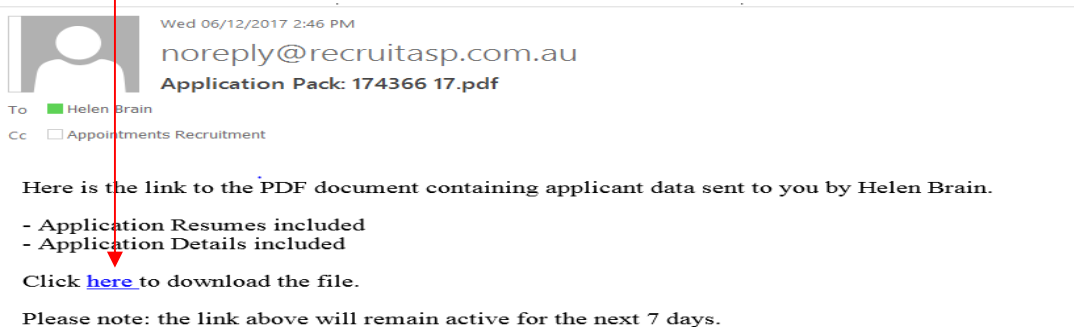 Wed 06/12/2017 2:46 PM
noreply@recruitasp.com.au
Application Pack: 174366 17.pdf
To Helen Brain
Cc Appointments Recruitment
Here is the link to the PDF document containing applicant data sent to you by Helen Brain.
- Application Resumes included
- Application Details included
Click here to download the file.
Please note: the link above will remain active for the next 7 days.